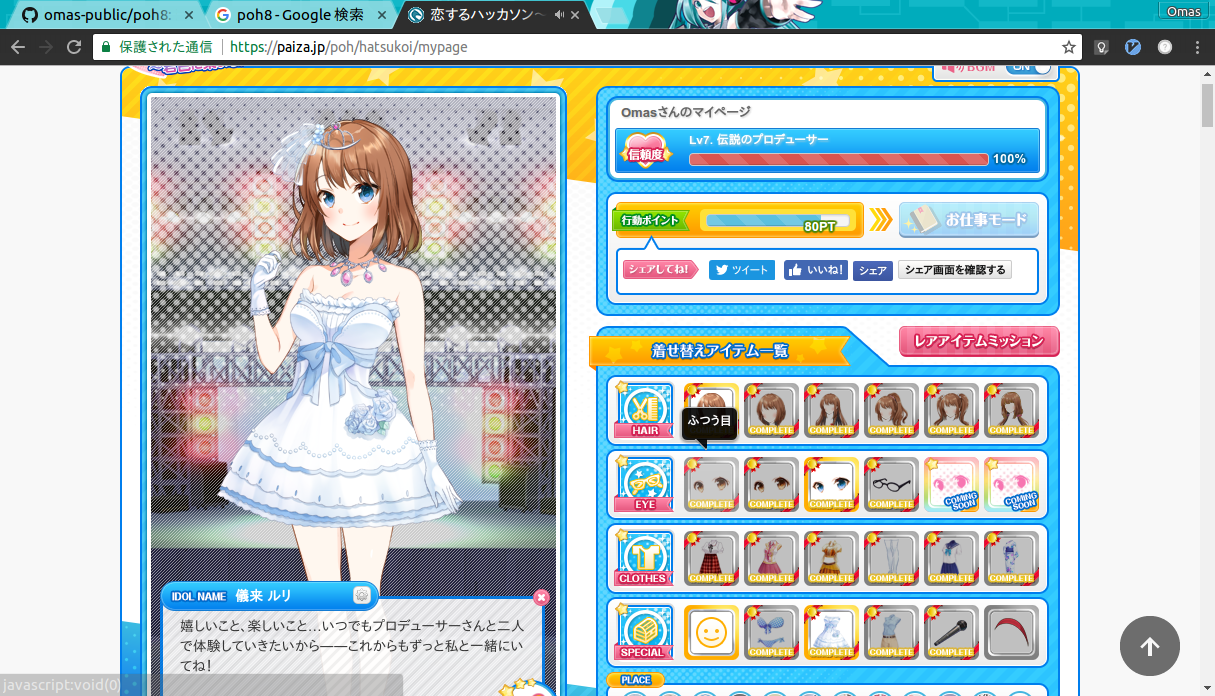 omas-public/poh8:
poh8 - Google 検索
恋するハッカソン～
Omas
保護された通信
https://paiza.jp/poh/hatsukoi/mypage
BGM
ON
Omasさんのマイページ
信頼度
Lv7. 伝説のプロデューサー
100%
行動ポイント
80PT
お仕事モード
シェアしてね!
ツイート
いいね!
シェア
シェア画面を確認する
着せ替えアイテム一覧
レアアイテムミッション
HAIR
COMPLETE
COMPLETE
COMPLETE
COMPLETE
COMPLETE
ふつう目
EYE
COMPLETE
COMPLETE
COMPLETE
COMPLETE
COMING SOON
COMING SOON
CLOTHES
COMPLETE
COMPLETE
COMPLETE
COMPLETE
COMPLETE
COMPLETE
SPECIAL
COMPLETE
COMPLETE
COMPLETE
COMPLETE
PLACE
IDOL NAME 儀来 ルリ
嬉しいこと、楽しいこと…いつでもプロデューサーさんと二人
で体験していきたいから――これからもずっと私と一緒にい
てね!
javascript:void(0)